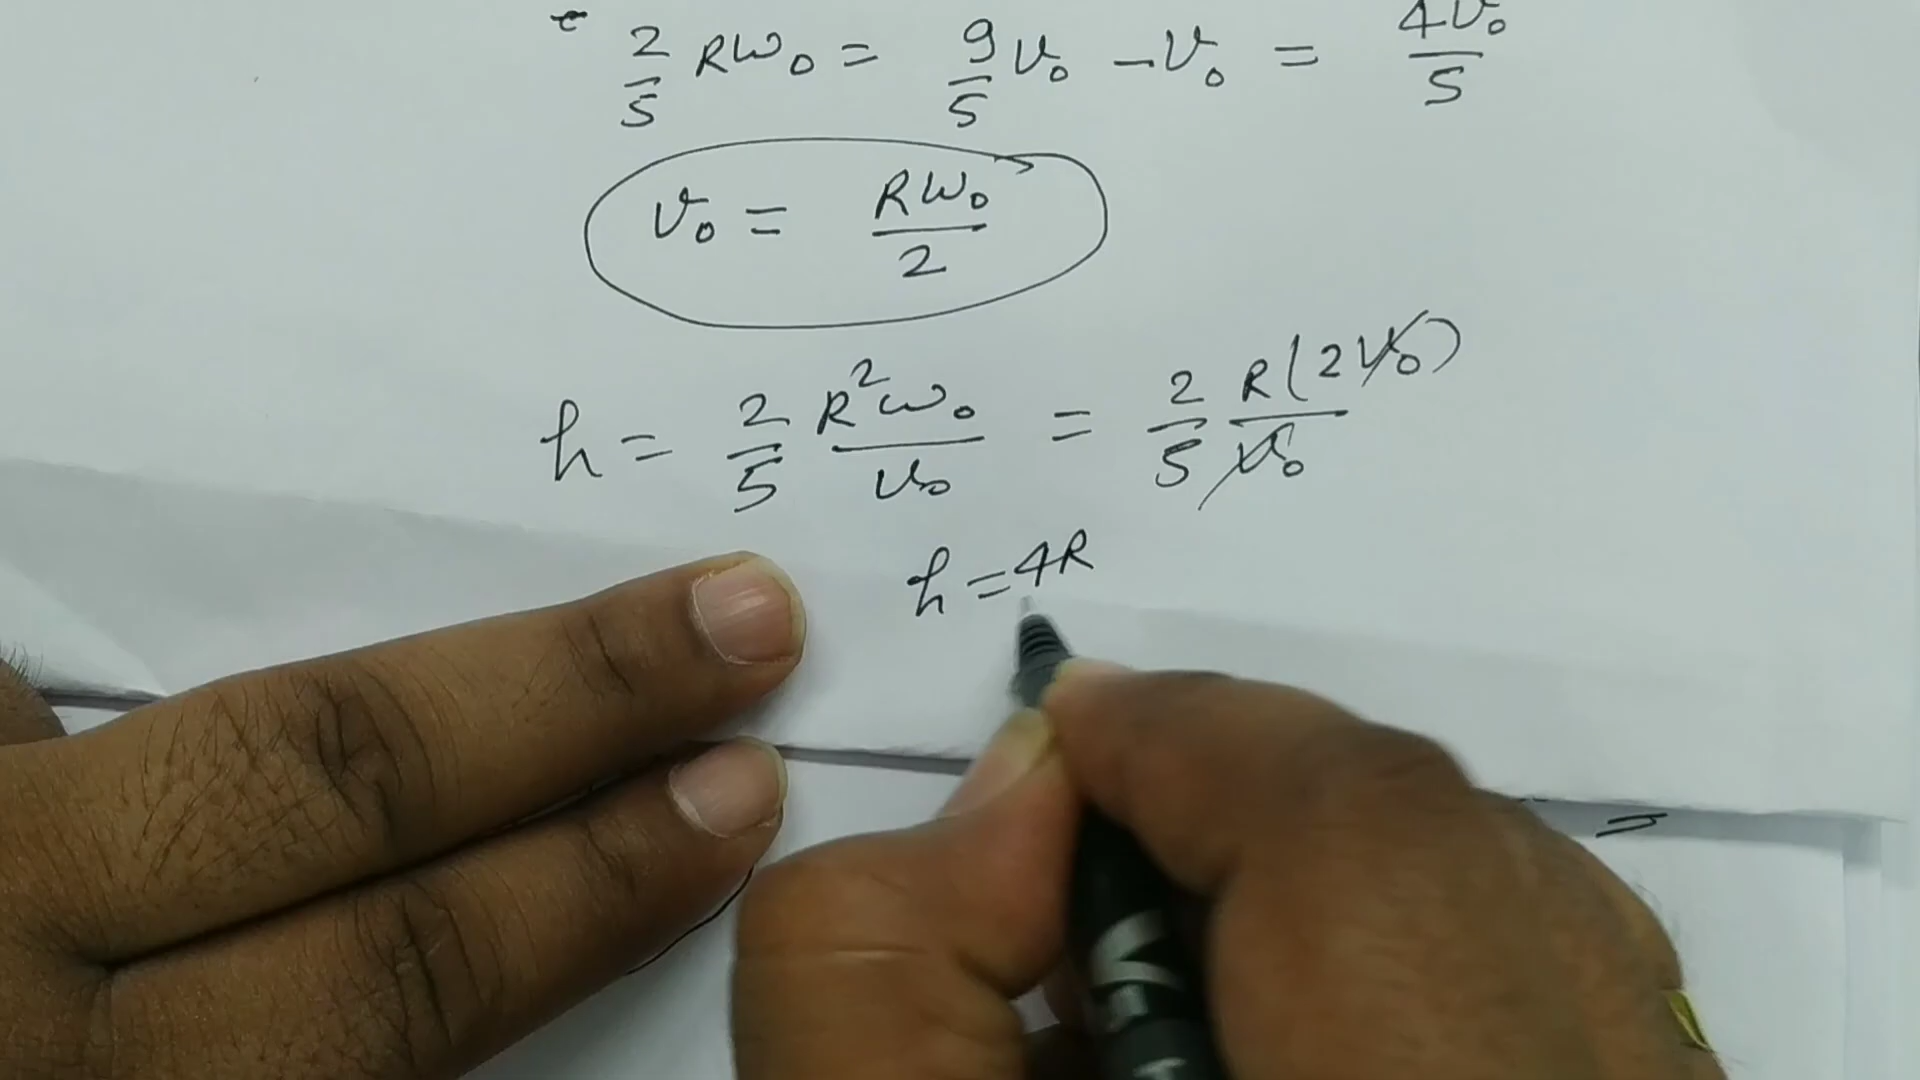 2/5 Rω₀ = 9/5 v₀ - v₀ = 4v₀/5
v₀ = Rω₀/2
h = 2/5 R²ω₀/v₀ = 2/5 R(2v₀)/v₀
h = 4R